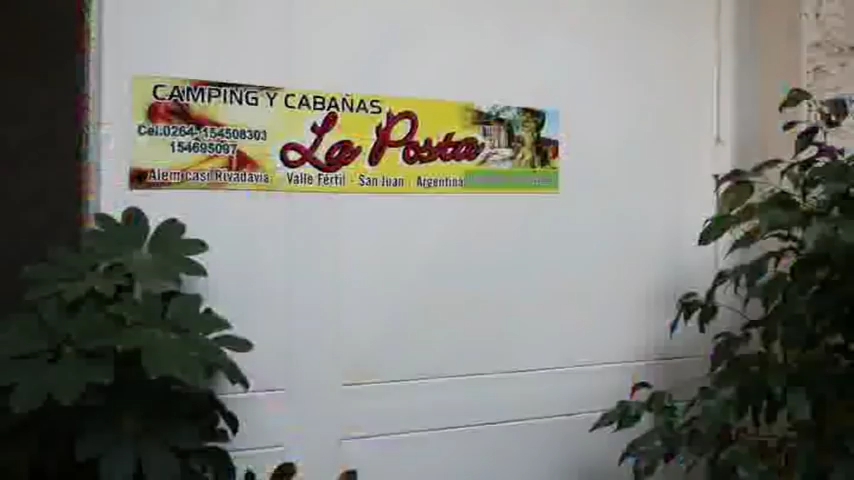 CAMPING Y CABAÑAS
Cel:0264-154508303
154695097
La Posta
Alem casi Rivadavia Valle Fértil - San Juan - Argentina